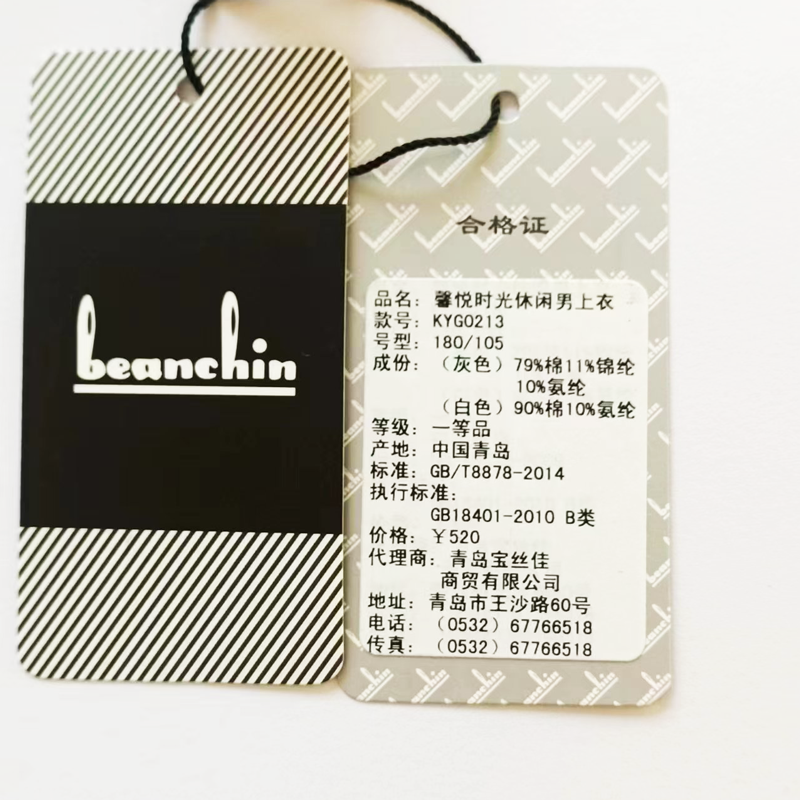 beanchin
合格证
品名：馨悦时光休闲男上衣
款号：KYG0213
号型：180/105
成份：（灰色）79%棉11%锦纶
10%氨纶
（白色）90%棉10%氨纶
等级：一等品
产地：中国青岛
标准：GB/T8878-2014
执行标准：
GB18401-2010 B类
价格：￥520
代理商：青岛宝丝佳
商贸有限公司
地址：青岛市王沙路60号
电话：（0532）67766518
传真：（0532）67766518